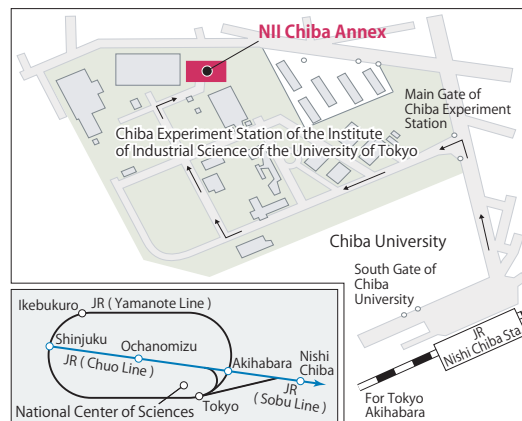 NII Chiba Annex
Main Gate of
Chiba Experiment
Station
Chiba Experiment Station of the Institute
of Industrial Science of the University of Tokyo
Chiba University
South Gate of
Chiba
University
JR
Nishi Chiba Sta
For Tokyo
Akihabara
Ikebukuro
JR (Yamanote Line)
Shinjuku
Ochanomizu
JR (Chuo Line)
Akihabara
Nishi
Chiba
JR
(Sobu Line)
National Center of Sciences
Tokyo